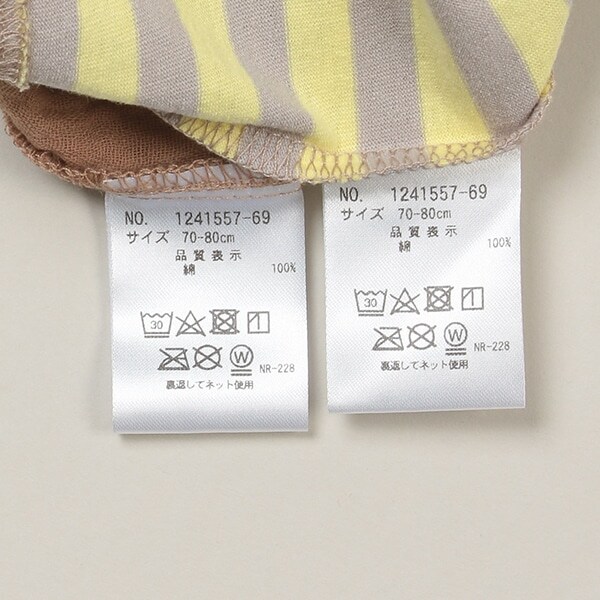 NO. 1241557-69
サイズ 70-80cm
品質表示
綿 100%
30
W NR-228
裏返してネット使用
NO. 1241557-69
サイズ 70-80cm
品質表示
綿 100%
30
W NR-228
裏返してネット使用